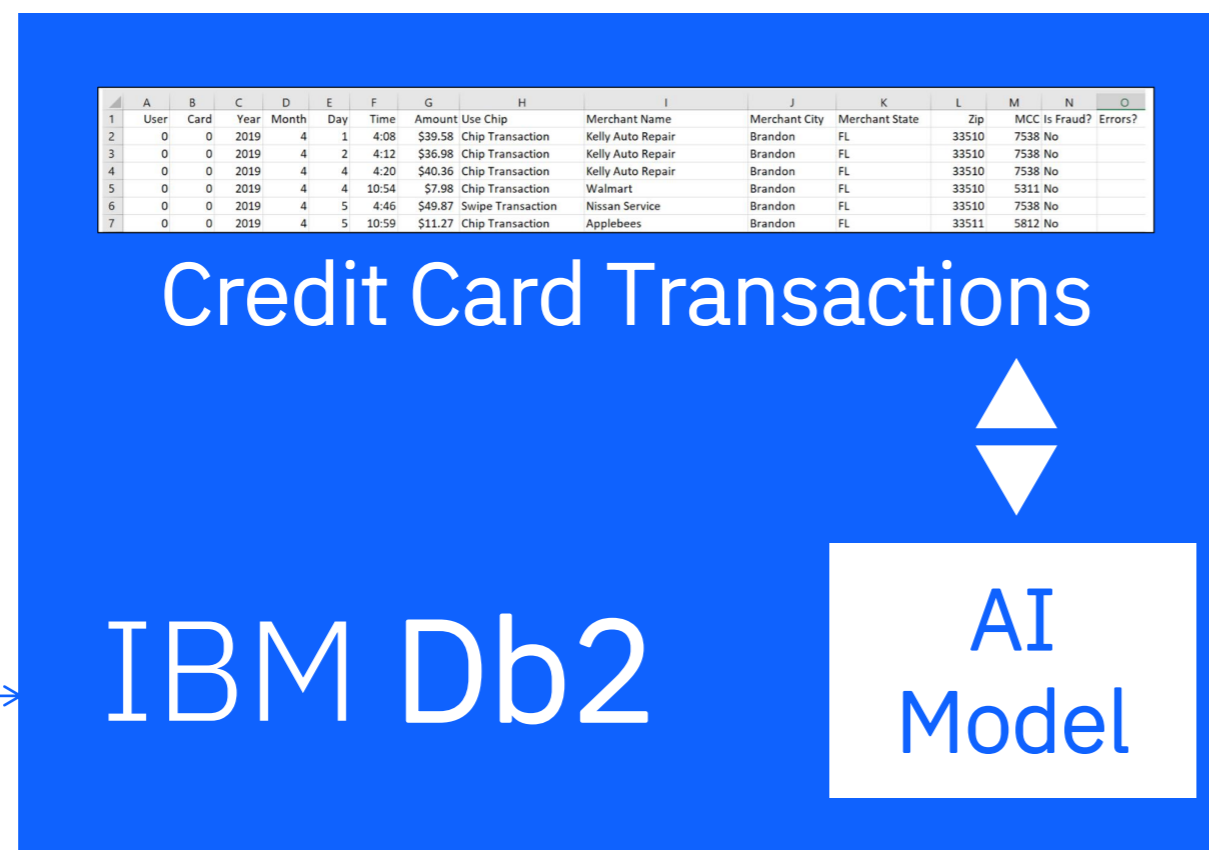 A B C D E F G H I J K L M N O
1 User Card Year Month Day Time Amount Use Chip Merchant Name Merchant City Merchant State Zip MCC Is Fraud? Errors?
2 0 0 2019 4 1 4:08 $39.58 Chip Transaction Kelly Auto Repair Brandon FL 33510 7538 No
3 0 0 2019 4 2 4:12 $36.98 Chip Transaction Kelly Auto Repair Brandon FL 33510 7538 No
4 0 0 2019 4 4 4:20 $40.36 Chip Transaction Kelly Auto Repair Brandon FL 33510 7538 No
5 0 0 2019 4 4 10:54 $7.98 Chip Transaction Walmart Brandon FL 33510 5311 No
6 0 0 2019 4 5 4:46 $49.87 Swipe Transaction Nissan Service Brandon FL 33510 7538 No
7 0 0 2019 4 5 10:59 $11.27 Chip Transaction Applebees Brandon FL 33511 5812 No
Credit Card Transactions
IBM Db2
AI
Model